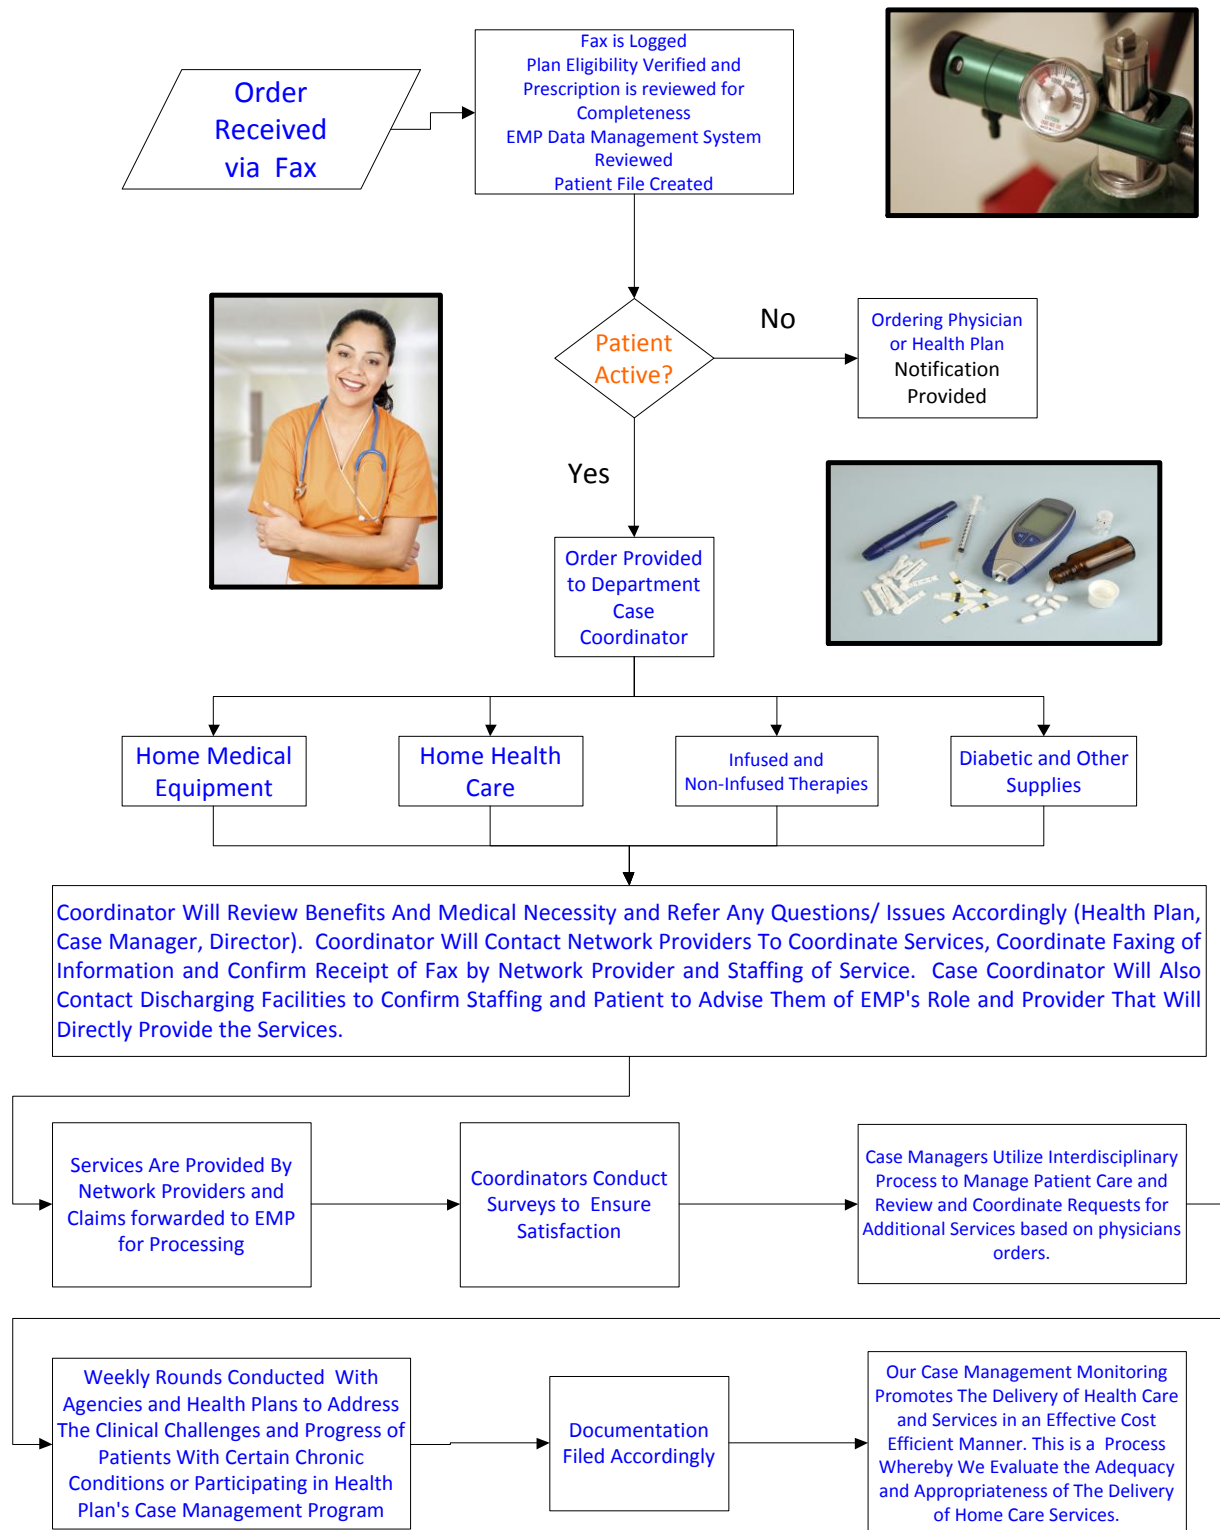 Order
Received
via  Fax
Fax is Logged
Plan Eligibility Verified and
Prescription is reviewed for
Completeness
EMP Data Management System
Reviewed
Patient File Created
Patient
Active?
No
Ordering Physician
or Health Plan
Notification
Provided
Yes
Order Provided
to Department
Case
Coordinator
Home Medical
Equipment
Home Health
Care
Infused and
Non-Infused Therapies
Diabetic and Other
Supplies
Coordinator Will Review Benefits And Medical Necessity and Refer Any Questions/ Issues Accordingly (Health Plan,
Case Manager, Director).  Coordinator Will Contact Network Providers To Coordinate Services, Coordinate Faxing of
Information and Confirm Receipt of Fax by Network Provider and Staffing of Service.  Case Coordinator Will Also
Contact Discharging Facilities to Confirm Staffing and Patient to Advise Them of EMP's Role and Provider That Will
Directly Provide the Services.
Services Are Provided By
Network Providers and
Claims forwarded to EMP
for Processing
Coordinators Conduct
Surveys to  Ensure
Satisfaction
Case Managers Utilize Interdisciplinary
Process to Manage Patient Care and
Review and Coordinate Requests for
Additional Services based on physicians
orders.
Weekly Rounds Conducted  With
Agencies and Health Plans to Address
The Clinical Challenges and Progress of
Patients With Certain Chronic
Conditions or Participating in Health
Plan's Case Management Program
Documentation
Filed Accordingly
Our Case Management Monitoring
Promotes The Delivery of Health Care
and Services in an Effective Cost
Efficient Manner. This is a  Process
Whereby We Evaluate the Adequacy
and Appropriateness of The Delivery
of Home Care Services.